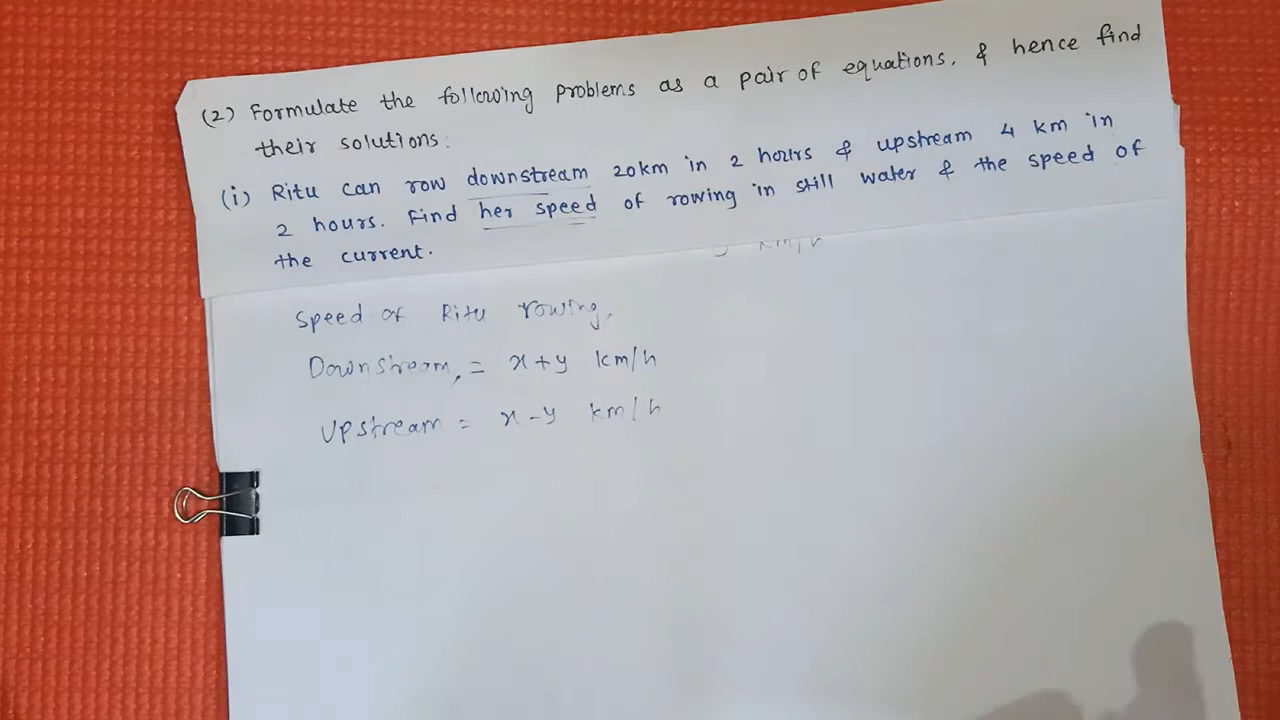 (2) Formulate the following problems as a pair of equations, & hence find
their solutions:
(i) Ritu can row downstream 20km in 2 hours & upstream 4 km in
2 hours. Find her speed of rowing in still water & the speed of
the current.
km/h
Speed of Ritu rowing,
Downstream, = x+y km/h
Upstream = x-y km/h